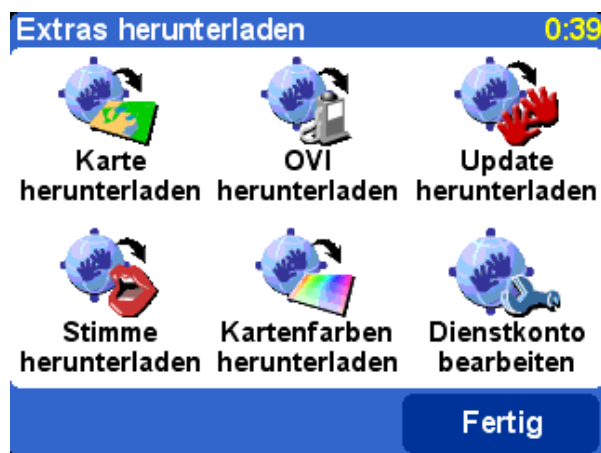 Extras herunterladen 0:39
Karte OVI Update
herunterladen herunterladen herunterladen
Stimme Kartenfarben Dienstkonto
herunterladen herunterladen bearbeiten
Fertig